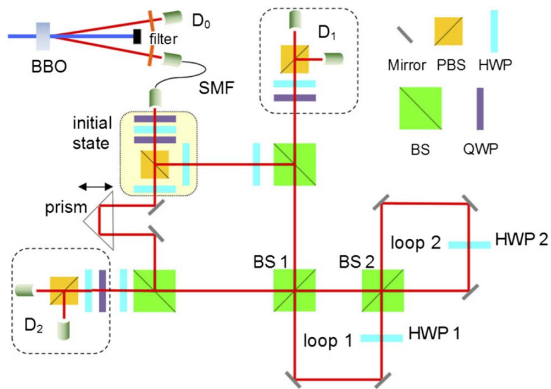 D0
filter
BBO
SMF
initial
state
prism
D1
Mirror
PBS
HWP
BS
QWP
BS 1
BS 2
loop 2
HWP 2
loop 1
HWP 1
D2